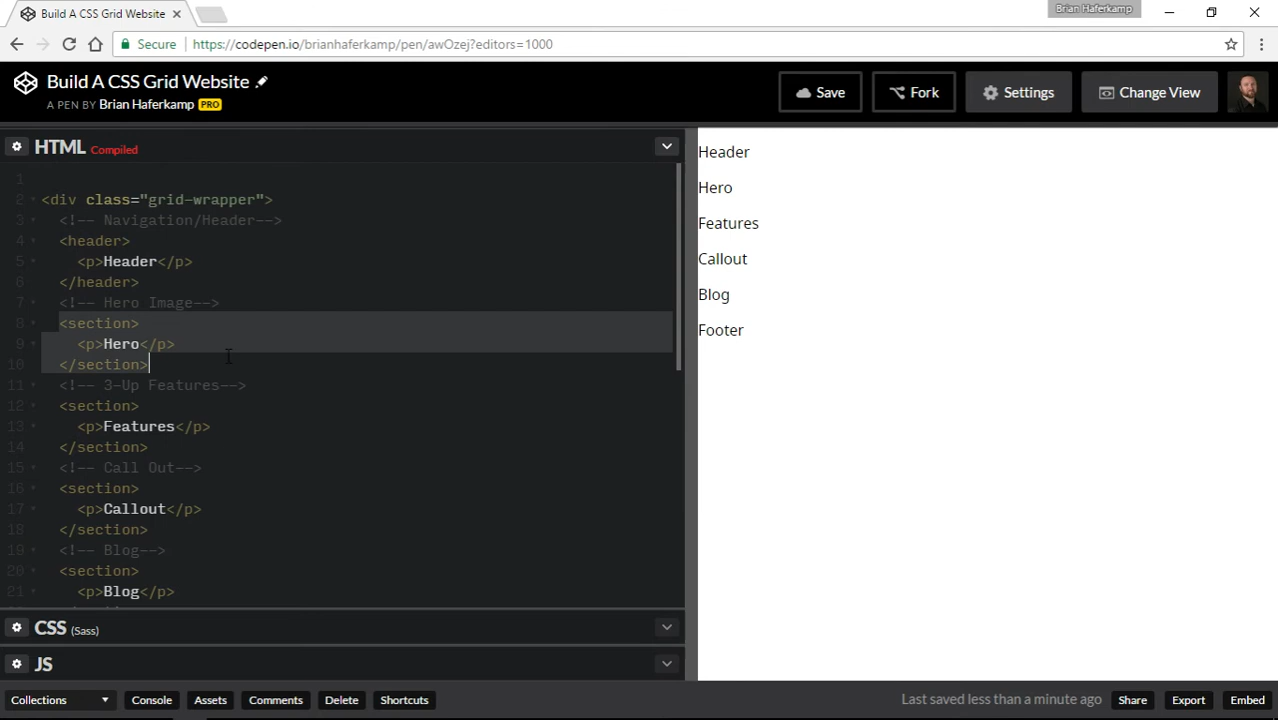 Build A CSS Grid Website
Brian Haferkamp
Secure
https://codepen.io/brianhaferkamp/pen/awOzej?editors=1000
Build A CSS Grid Website
A PEN BY Brian Haferkamp PRO
Save
Fork
Settings
Change View
HTML Compiled
1
2 <div class="grid-wrapper">
3 <!-- Navigation/Header-->
4 <header>
5 <p>Header</p>
6 </header>
7 <!-- Hero Image-->
8 <section>
9 <p>Hero</p>
10 </section>
11 <!-- 3-Up Features-->
12 <section>
13 <p>Features</p>
14 </section>
15 <!-- Call Out-->
16 <section>
17 <p>Callout</p>
18 </section>
19 <!-- Blog-->
20 <section>
21 <p>Blog</p>
Header
Hero
Features
Callout
Blog
Footer
CSS (Sass)
JS
Collections
Console
Assets
Comments
Delete
Shortcuts
Last saved less than a minute ago
Share
Export
Embed